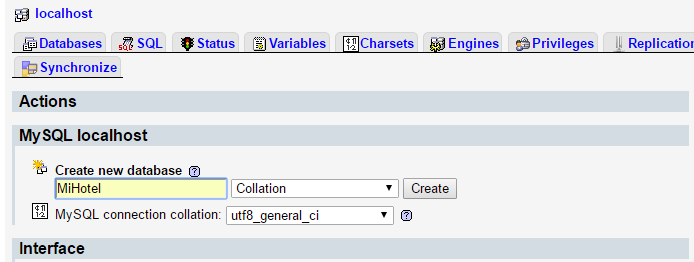 localhost
Databases SQL Status Variables Charsets Engines Privileges Replication
Synchronize
Actions
MySQL localhost
Create new database
MiHotel Collation Create
MySQL connection collation: utf8_general_ci
Interface